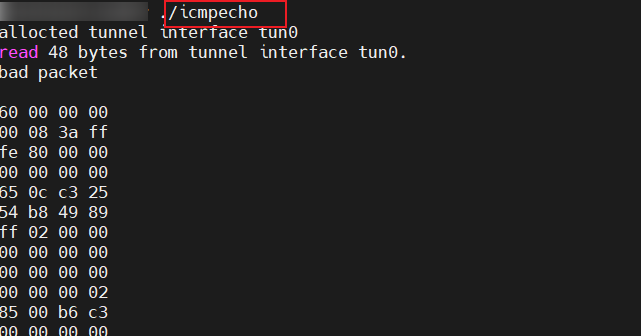 ./icmpecho
allocted tunnel interface tun0
read 48 bytes from tunnel interface tun0.
bad packet
60 00 00 00
00 08 3a ff
fe 80 00 00
00 00 00 00
65 0c c3 25
54 b8 49 89
ff 02 00 00
00 00 00 00
00 00 00 00
00 00 00 02
85 00 b6 c3
00 00 00 00